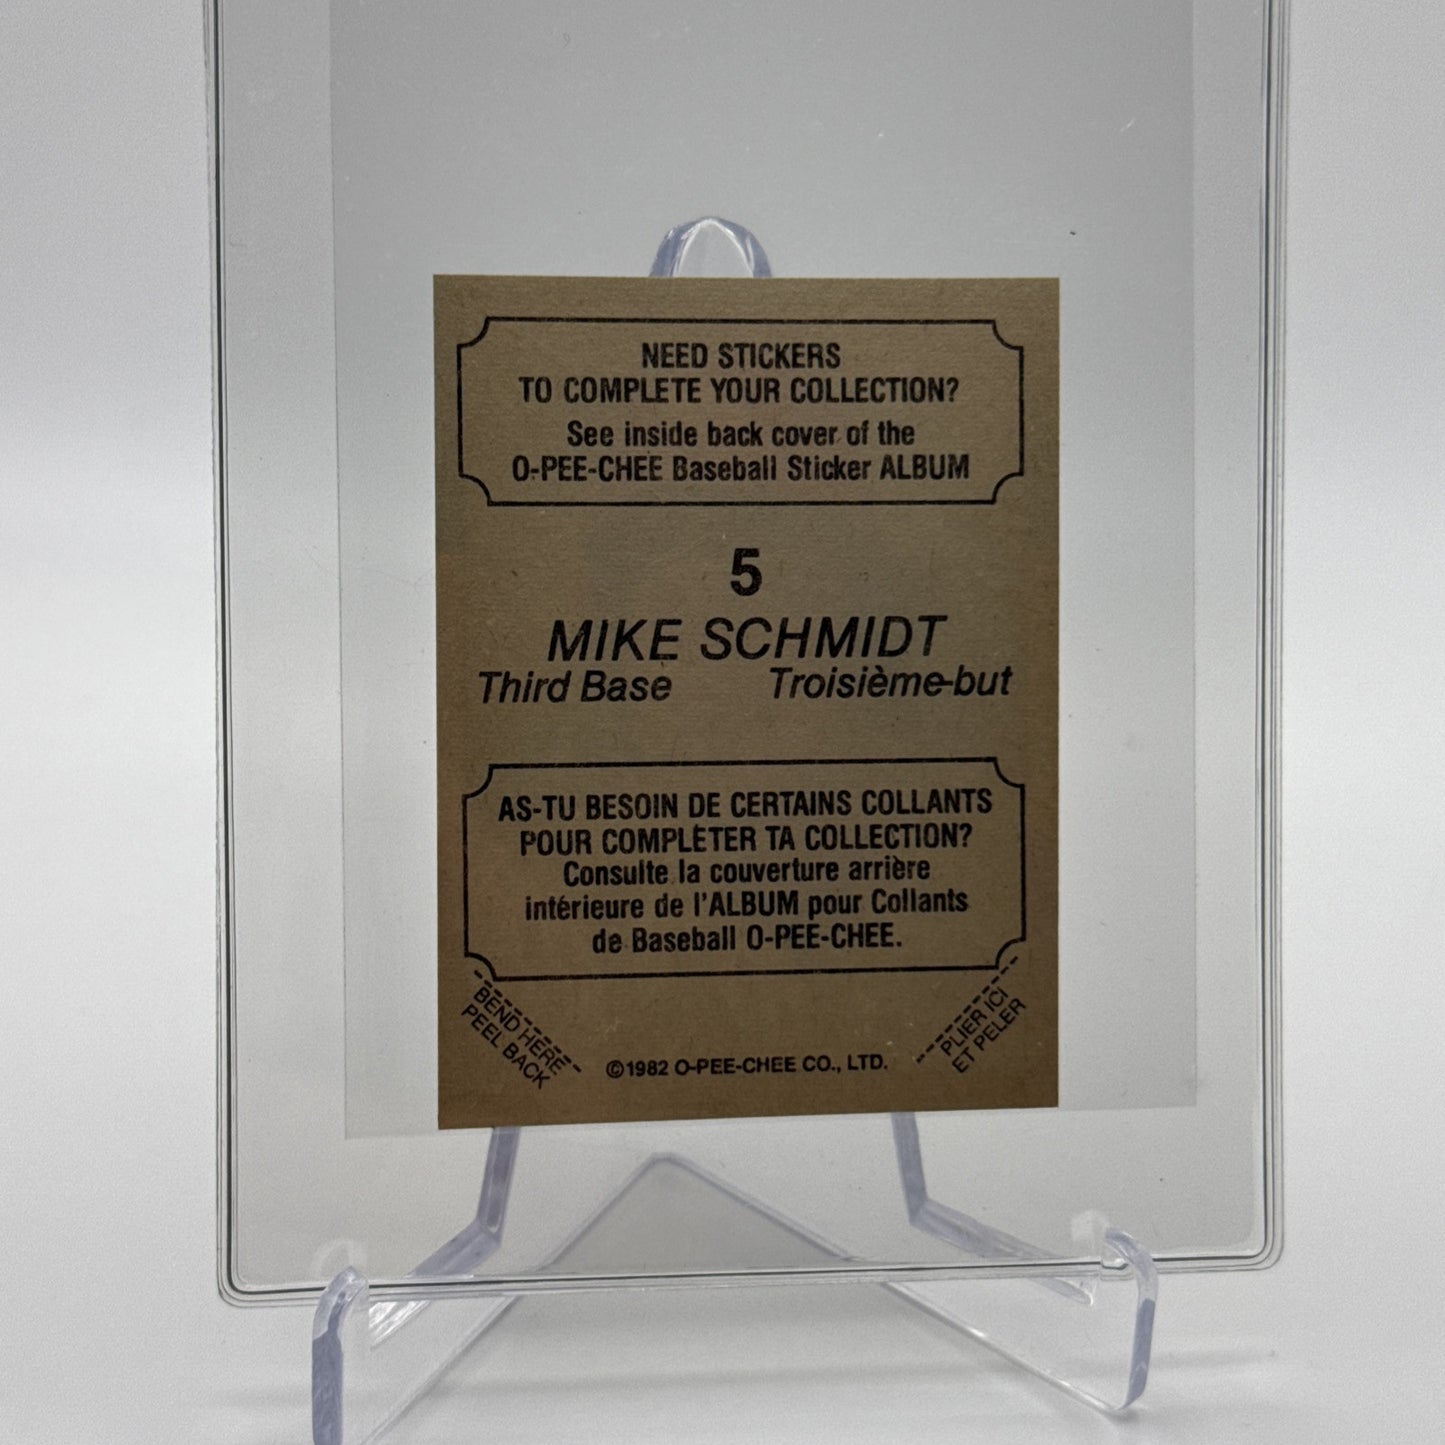 NEED STICKERS
TO COMPLETE YOUR COLLECTION?
See inside back cover of the
O-PEE-CHEE Baseball Sticker ALBUM
5
MIKE SCHMIDT
Third Base Troisième-but
AS-TU BESOIN DE CERTAINS COLLANTS
POUR COMPLÉTER TA COLLECTION?
Consulte la couverture arrière
intérieure de l'ALBUM pour Collants
de Baseball O-PEE-CHEE.
BEND HERE
PEEL BACK
©1982 O-PEE-CHEE CO., LTD.
PLIER ICI
ET PELER